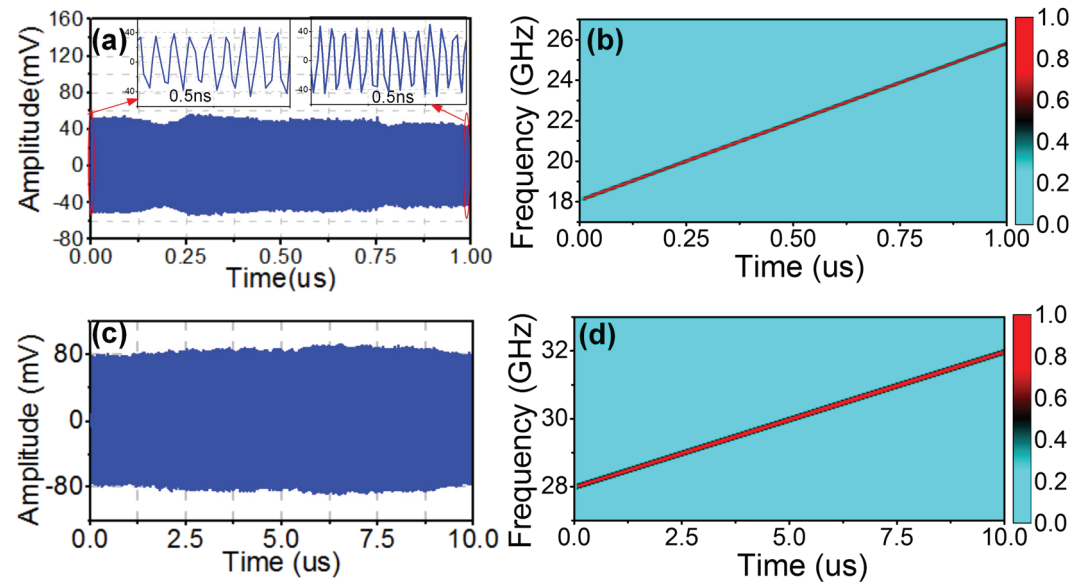 (a)
160
120
80
40
0
-40
-80
Amplitude(mV)
40
0
-40
0.5ns
40
0
-40
0.5ns
0.00 0.25 0.50 0.75 1.00
Time(us)
(b)
26
24
22
20
18
Frequency (GHz)
0.00 0.25 0.50 0.75 1.00
Time (us)
1.0
0.8
0.6
0.4
0.2
0.0
(c)
80
0
-80
Amplitude (mV)
0.0 2.5 5.0 7.5 10.0
Time (us)
(d)
32
30
28
Frequency (GHz)
0.0 2.5 5.0 7.5 10.0
Time (us)
1.0
0.8
0.6
0.4
0.2
0.0